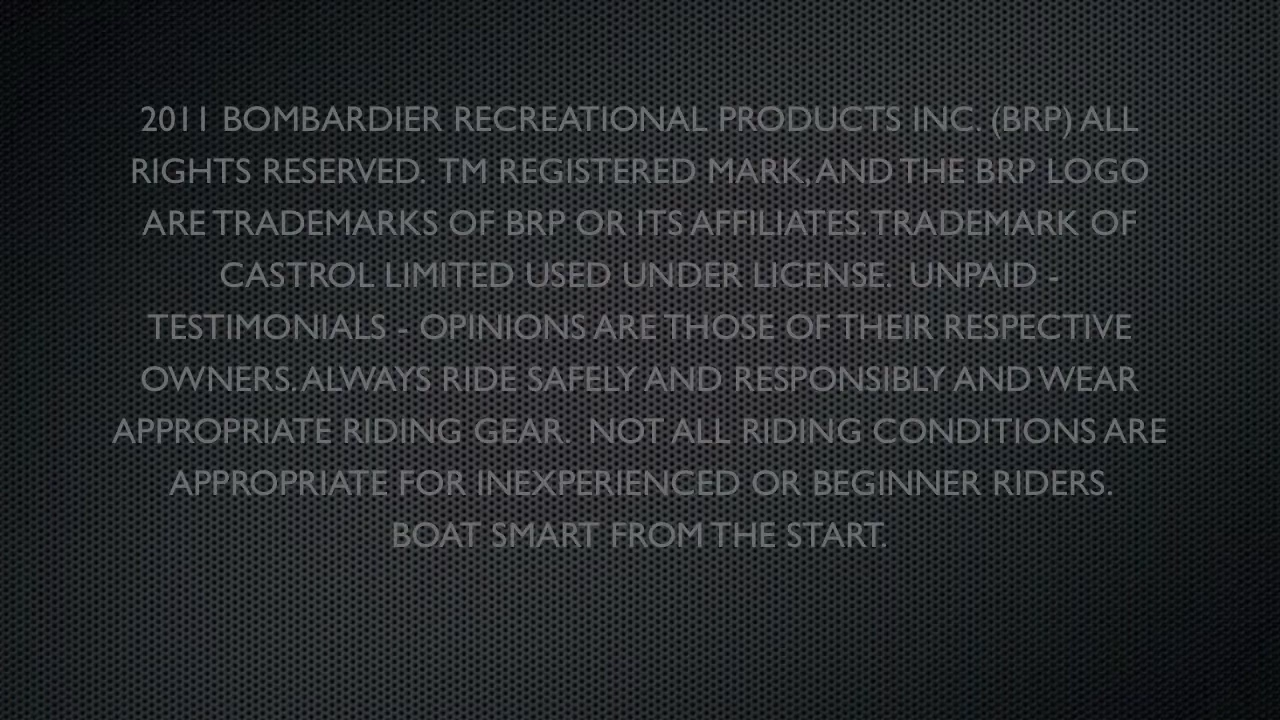 2011 BOMBARDIER RECREATIONAL PRODUCTS INC. (BRP) ALL
RIGHTS RESERVED. TM REGISTERED MARK, AND THE BRP LOGO
ARE TRADEMARKS OF BRP OR ITS AFFILIATES. TRADEMARK OF
CASTROL LIMITED USED UNDER LICENSE. UNPAID -
TESTIMONIALS - OPINIONS ARE THOSE OF THEIR RESPECTIVE
OWNERS. ALWAYS RIDE SAFELY AND RESPONSIBLY AND WEAR
APPROPRIATE RIDING GEAR. NOT ALL RIDING CONDITIONS ARE
APPROPRIATE FOR INEXPERIENCED OR BEGINNER RIDERS.
BOAT SMART FROM THE START.